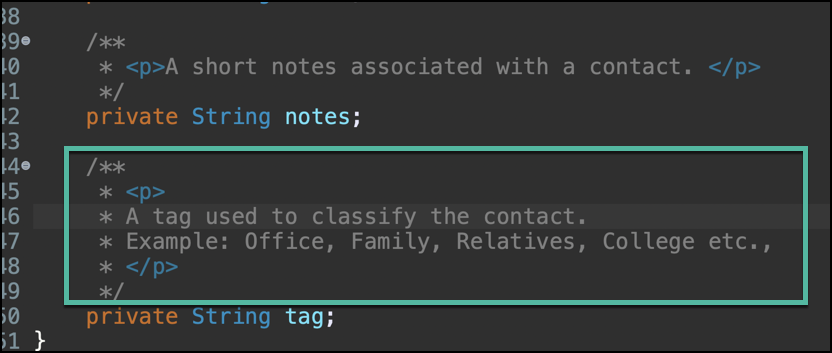 38
39 /**
40 * <p>A short notes associated with a contact. </p>
41 */
42 private String notes;
43
44 /**
45 * <p>
46 * A tag used to classify the contact.
47 * Example: Office, Family, Relatives, College etc.,
48 * </p>
49 */
50 private String tag;
51 }